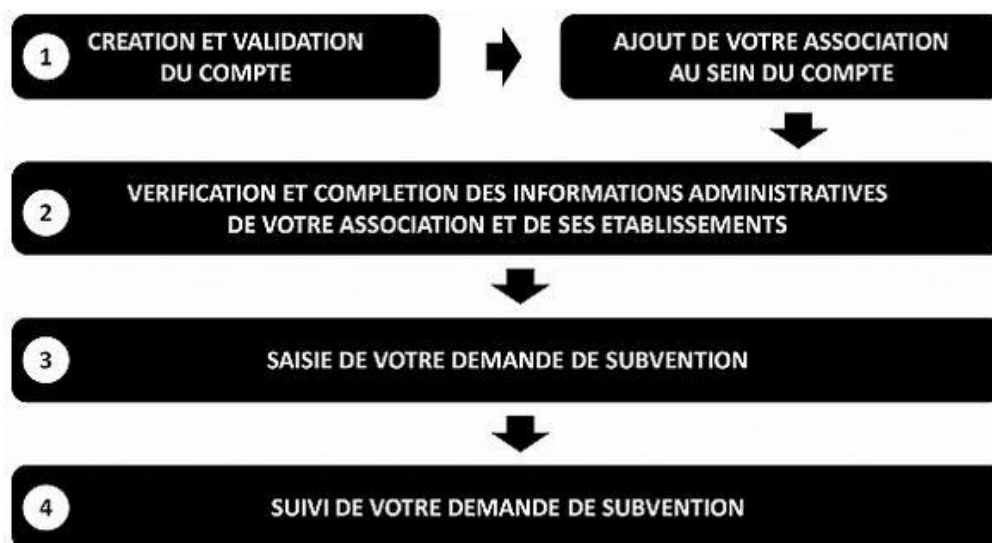 1
CREATION ET VALIDATION
DU COMPTE
AJOUT DE VOTRE ASSOCIATION
AU SEIN DU COMPTE
2
VERIFICATION ET COMPLETION DES INFORMATIONS ADMINISTRATIVES
DE VOTRE ASSOCIATION ET DE SES ETABLISSEMENTS
3
SAISIE DE VOTRE DEMANDE DE SUBVENTION
4
SUIVI DE VOTRE DEMANDE DE SUBVENTION